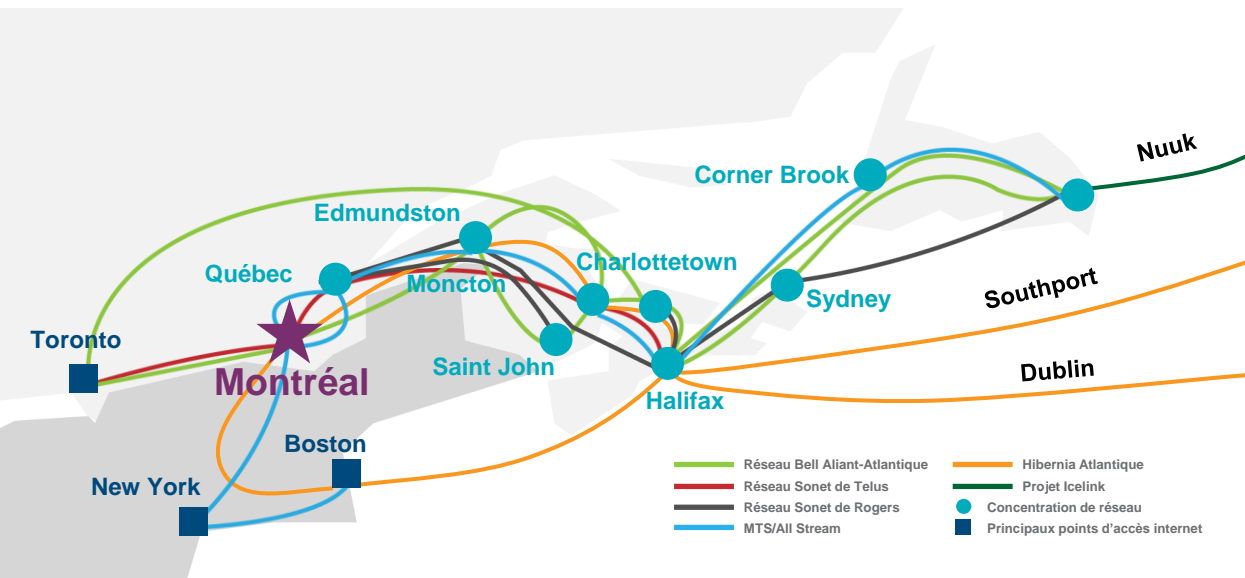 Nuuk
Corner Brook
Edmundston
Charlottetown
Québec
Moncton
Southport
Sydney
Toronto
Saint John
Montréal
Dublin
Halifax
Boston
New York
Réseau Bell Aliant-Atlantique
Réseau Sonet de Telus
Réseau Sonet de Rogers
MTS/All Stream
Hibernia Atlantique
Projet Icelink
Concentration de réseau
Principaux points d'accès internet